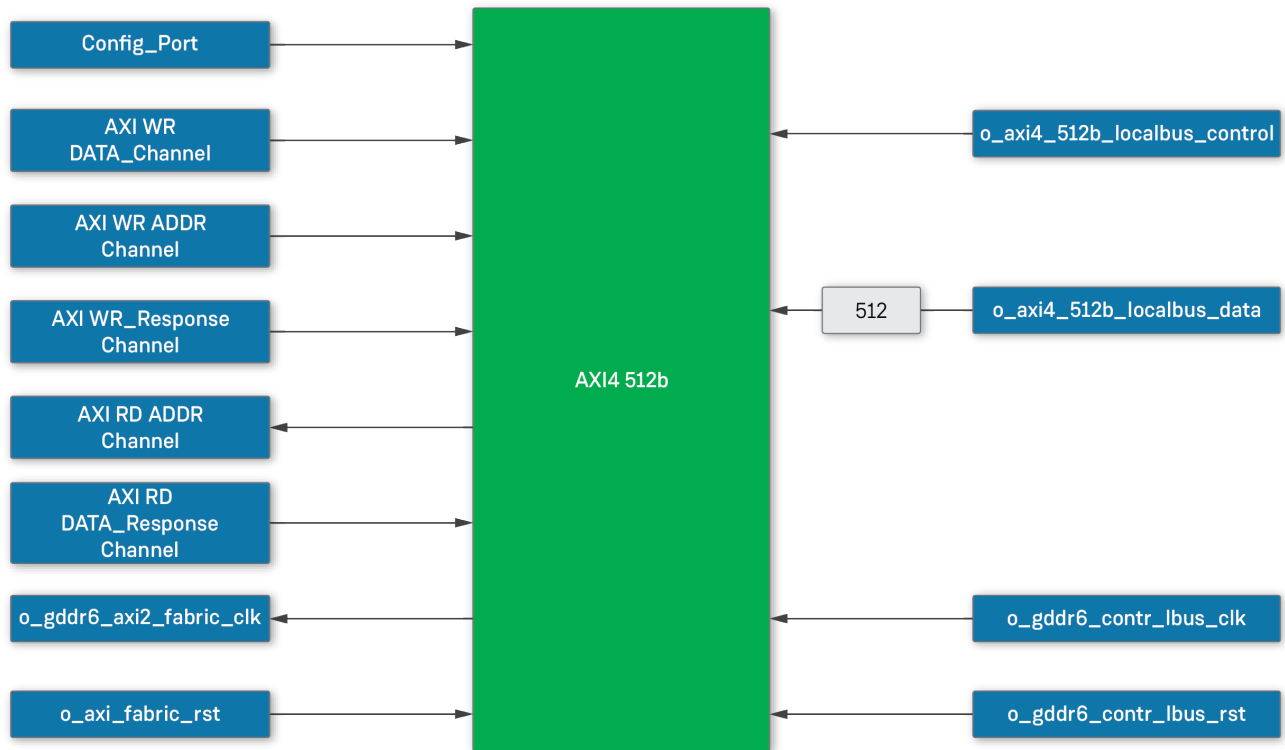 Config_Port
AXI WR
DATA_Channel
AXI WR ADDR
Channel
AXI WR_Response
Channel
AXI RD ADDR
Channel
AXI RD
DATA_Response
Channel
o_gddr6_axi2_fabric_clk
o_axi_fabric_rst
AXI4 512b
o_axi4_512b_localbus_control
512
o_axi4_512b_localbus_data
o_gddr6_contr_lbus_clk
o_gddr6_contr_lbus_rst